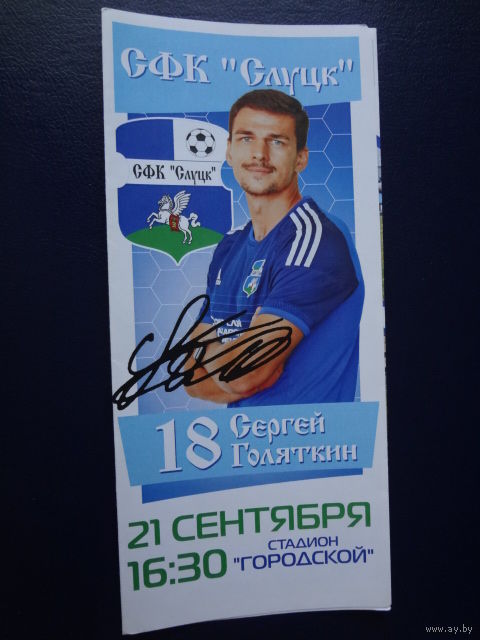 СФК "Слуцк"
СФК "Слуцк"
18 Сергей
Голяткин
21 СЕНТЯБРЯ
16:30 СТАДИОН
"ГОРОДСКОЙ"
www.ay.by